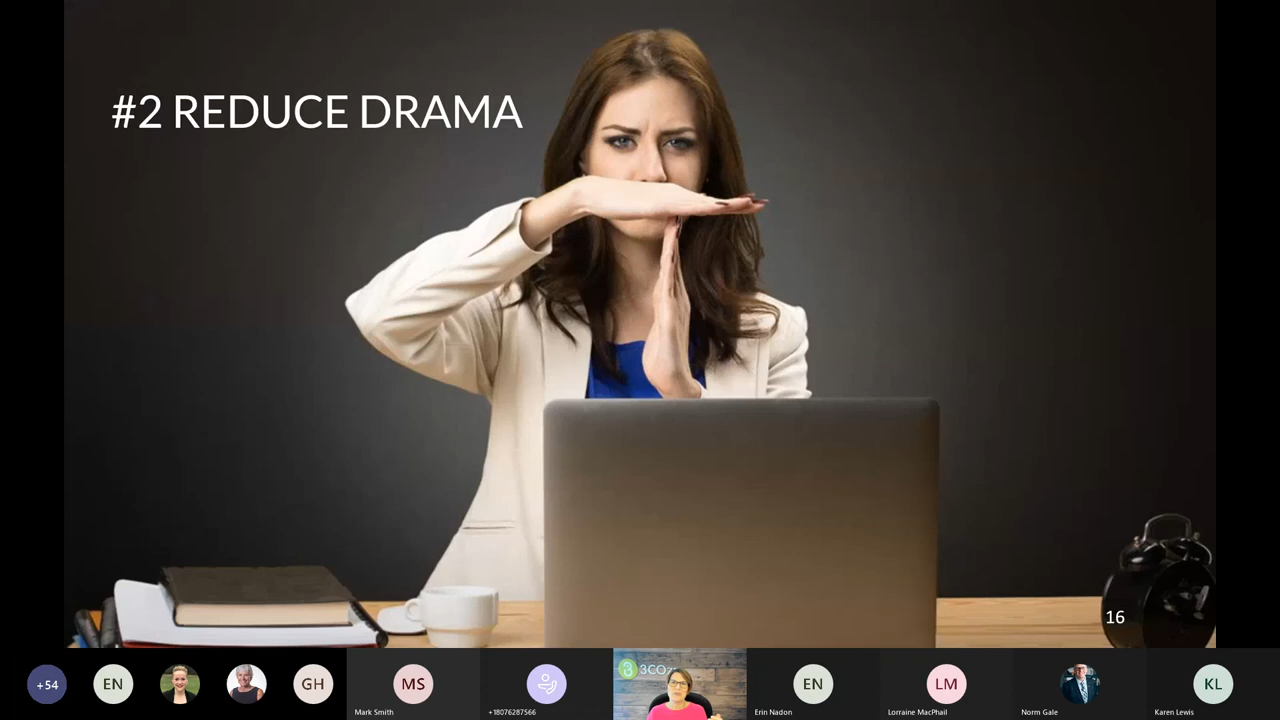 #2 REDUCE DRAMA
16
+54
EN
GH
MS
Mark Smith
+18076287566
3CO
EN
Erin Nadon
LM
Lorraine MacPhail
Norm Gale
KL
Karen Lewis